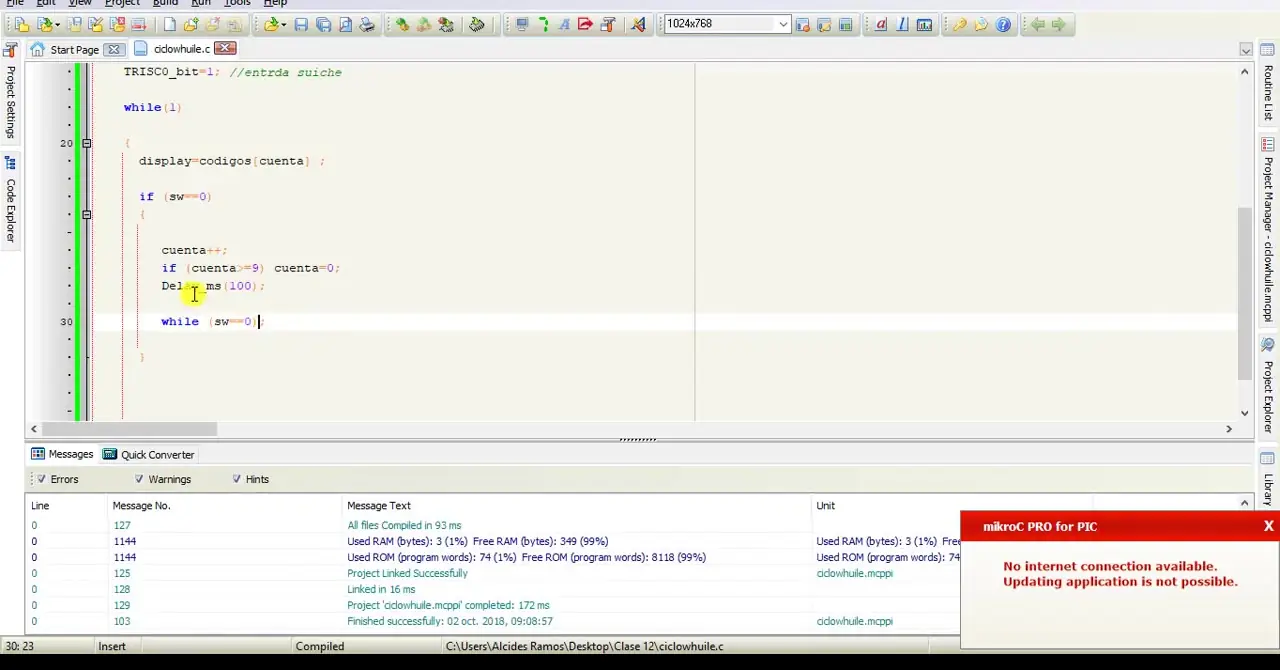 File Edit View Project Build Run Tools Help
1024x768
Start Page
ciclowhuile.c
Project Settings
Code Explorer
TRISC0_bit=1; //entrda suiche
while(1)
20 {
display=codigos[cuenta] ;
if (sw==0)
{
cuenta++;
if (cuenta>=9) cuenta=0;
Delay_ms(100);
30 while (sw==0);
}
Routine List
Project Manager - ciclowhuile.mcppi
Project Explorer
Library
Messages Quick Converter
Errors Warnings Hints
Line Message No. Message Text Unit
0 127 All files Compiled in 93 ms
0 1144 Used RAM (bytes): 3 (1%) Free RAM (bytes): 349 (99%) Used RAM (bytes): 3 (1%)
0 1144 Used ROM (program words): 74 (1%) Free ROM (program words): 8118 (99%) Used ROM (program words): 74
0 125 Project Linked Successfully ciclowhuile.mcppi
0 128 Linked in 16 ms
0 129 Project 'ciclowhuile.mcppi' completed: 172 ms
0 103 Finished successfully: 02 oct. 2018, 09:08:57 ciclowhuile.mcppi
mikroC PRO for PIC X
No internet connection available.
Updating application is not possible.
30: 23 Insert Compiled C:\Users\Alcides Ramos\Desktop\Clase 12\ciclowhuile.c